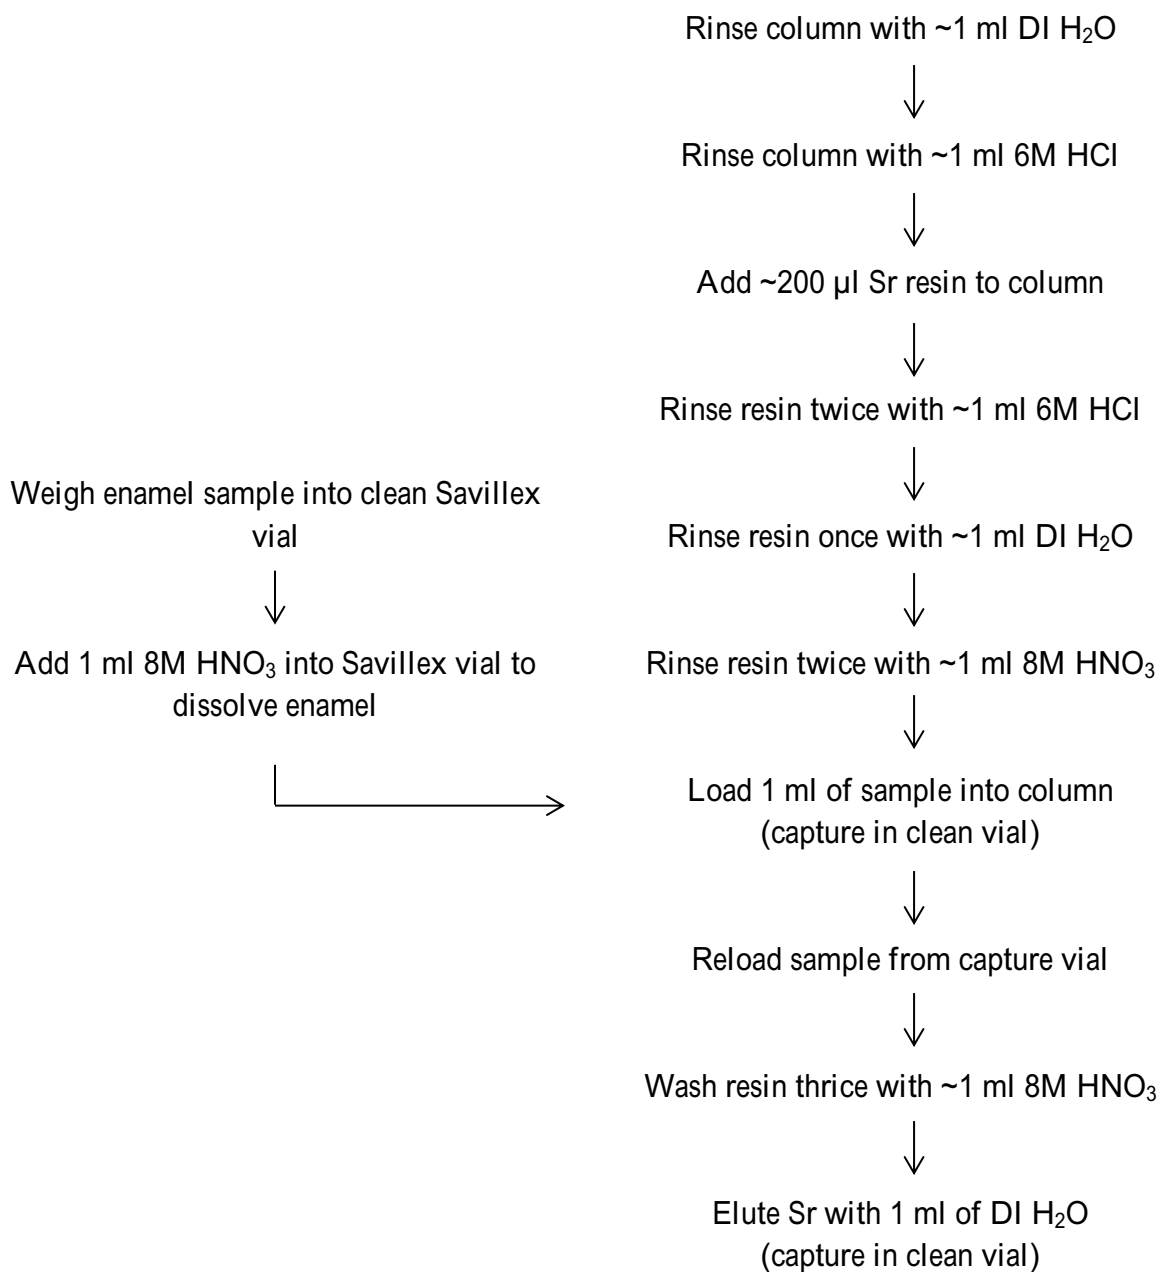 Rinse column with ~1 ml DI H₂O
Rinse column with ~1 ml 6M HCl
Add ~200 µl Sr resin to column
Rinse resin twice with ~1 ml 6M HCl
Weigh enamel sample into clean Savillex
vial
Rinse resin once with ~1 ml DI H₂O
Add 1 ml 8M HNO₃ into Savillex vial to
dissolve enamel
Rinse resin twice with ~1 ml 8M HNO₃
Load 1 ml of sample into column
(capture in clean vial)
Reload sample from capture vial
Wash resin thrice with ~1 ml 8M HNO₃
Elute Sr with 1 ml of DI H₂O
(capture in clean vial)